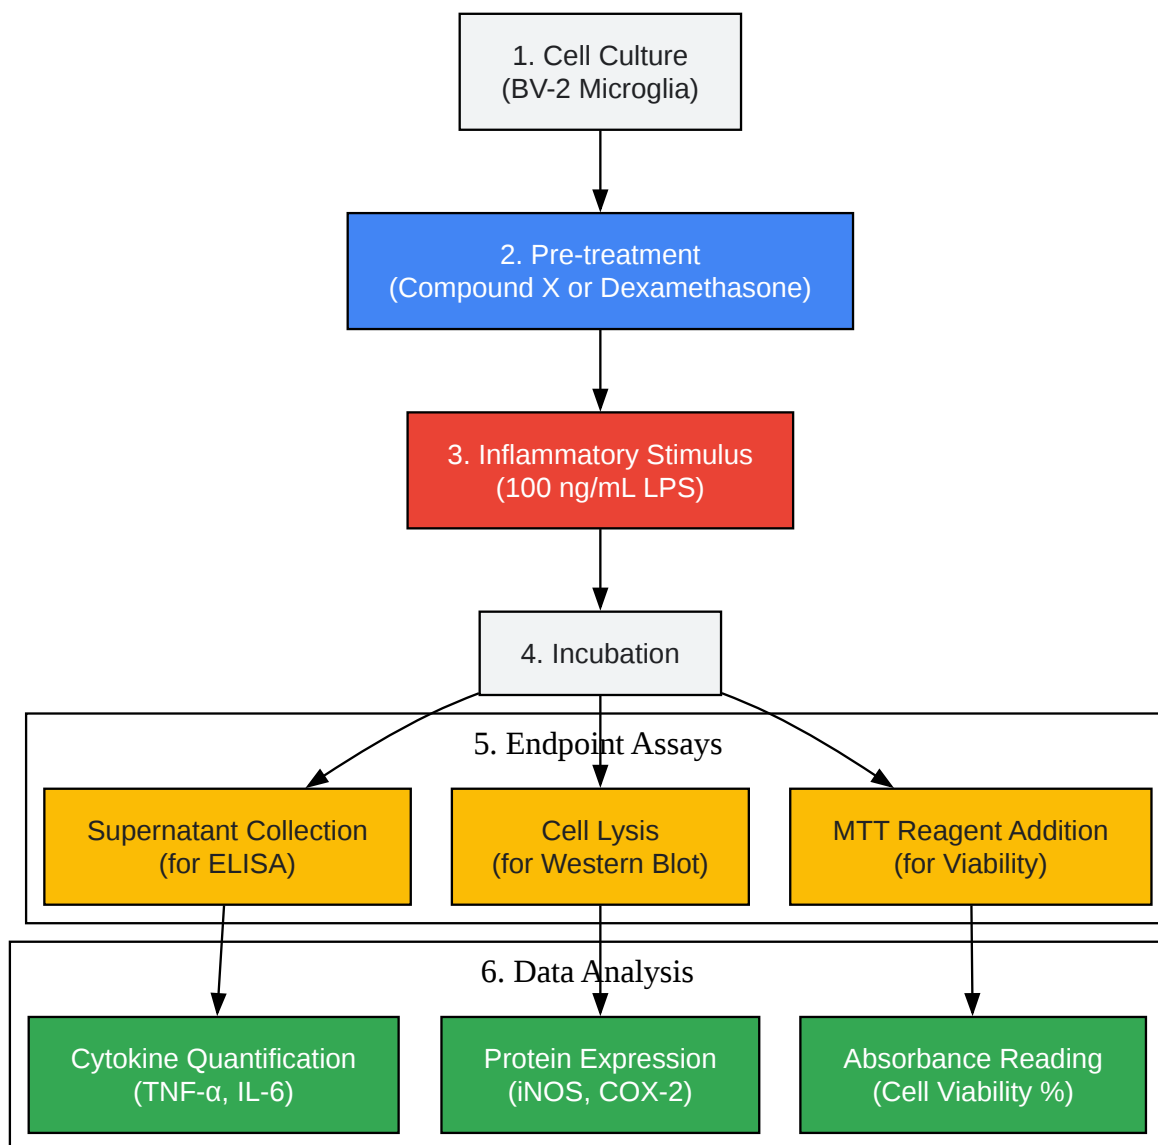 1. Cell Culture
(BV-2 Microglia)
2. Pre-treatment
(Compound X or Dexamethasone)
3. Inflammatory Stimulus
(100 ng/mL LPS)
4. Incubation
5. Endpoint Assays
Supernatant Collection
(for ELISA)
Cell Lysis
(for Western Blot)
MTT Reagent Addition
(for Viability)
6. Data Analysis
Cytokine Quantification
(TNF-α, IL-6)
Protein Expression
(iNOS, COX-2)
Absorbance Reading
(Cell Viability %)